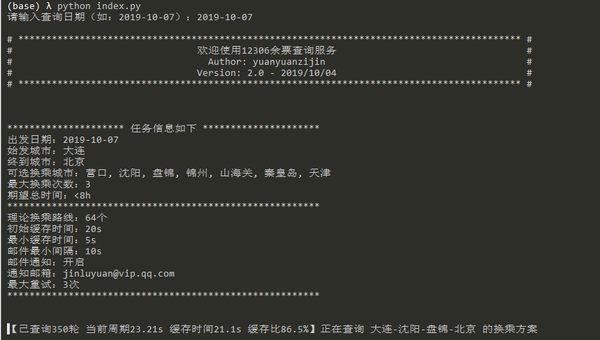 (base) λ python index.py
请输入查询日期（如：2019-10-07）：2019-10-07
# ******************************************************************************************* #
# 欢迎使用12306余票查询服务 #
# Author: yuanyuanzijin #
# Version: 2.0 - 2019/10/04 #
# ******************************************************************************************* #
********************* 任务信息如下 *********************
出发日期：2019-10-07
始发城市：大连
终到城市：北京
可选换乘城市：营口, 沈阳, 盘锦, 锦州, 山海关, 秦皇岛, 天津
最大换乘次数：3
期望总时间：<8h
********************************************************
理论换乘路线：64个
初始缓存时间：20s
最小缓存时间：5s
邮件最小间隔：10s
邮件通知：开启
通知邮箱：jinluyuan@vip.qq.com
最大重试：3次
********************************************************
【已查询350轮 当前周期23.21s 缓存时间21.1s 缓存比86.5%】正在查询 大连-沈阳-盘锦-北京 的换乘方案